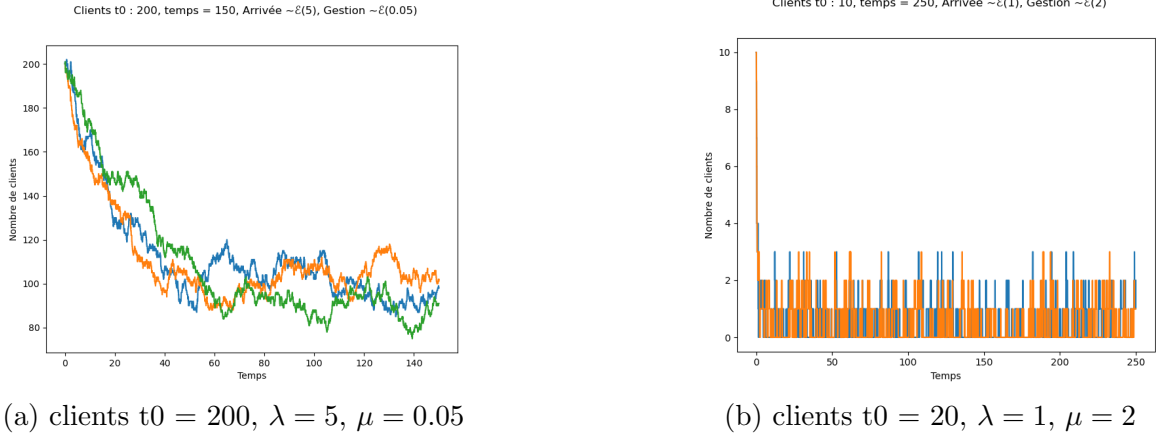 Clients t0 : 200, temps = 150, Arrivée ~ℰ(5), Gestion ~ℰ(0.05)
200
180
160
140
120
100
80
Nombre de clients
0 20 40 60 80 100 120 140
Temps
(a) clients t0 = 200, λ = 5, μ = 0.05
Clients t0 : 10, temps = 250, Arrivée ~ℰ(1), Gestion ~ℰ(2)
10
8
6
4
2
0
Nombre de clients
0 50 100 150 200 250
Temps
(b) clients t0 = 20, λ = 1, μ = 2